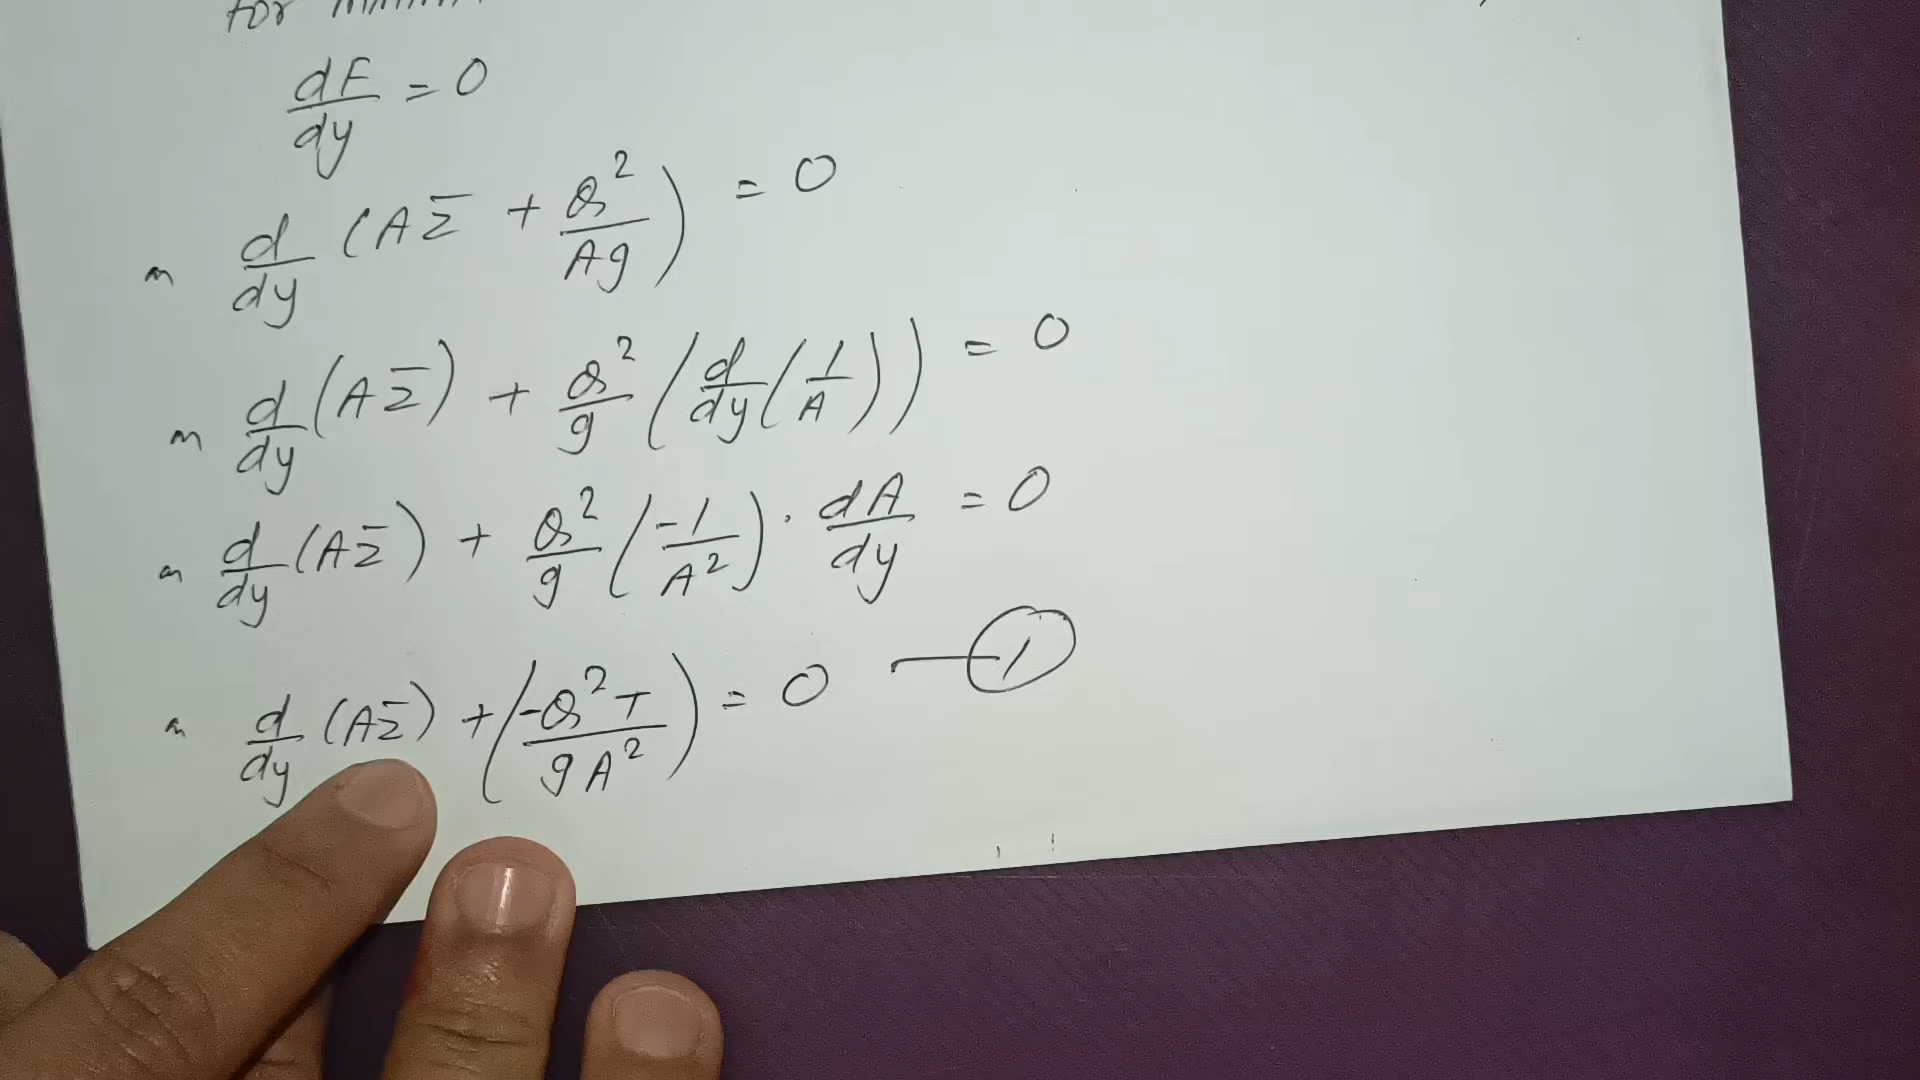 for
dF/dy = 0
d/dy (Az̄ + Q²/Ag) = 0
d/dy (Az̄) + Q²/g (d/dy (1/A)) = 0
d/dy (Az̄) + Q²/g (-1/A²) · dA/dy = 0
d/dy (Az̄) + (-Q²T/gA²) = 0 — 1